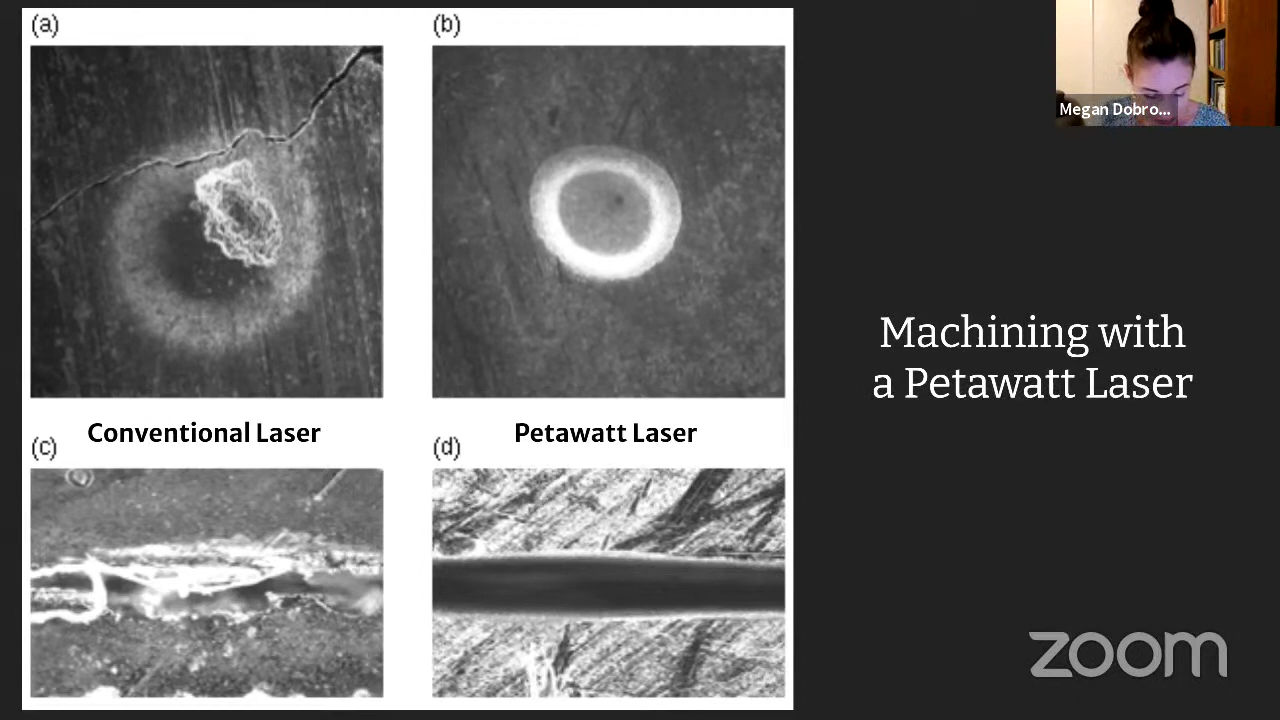 (a)
(b)
Megan Dobro...
Machining with
a Petawatt Laser
Conventional Laser
Petawatt Laser
(c)
(d)
zoom